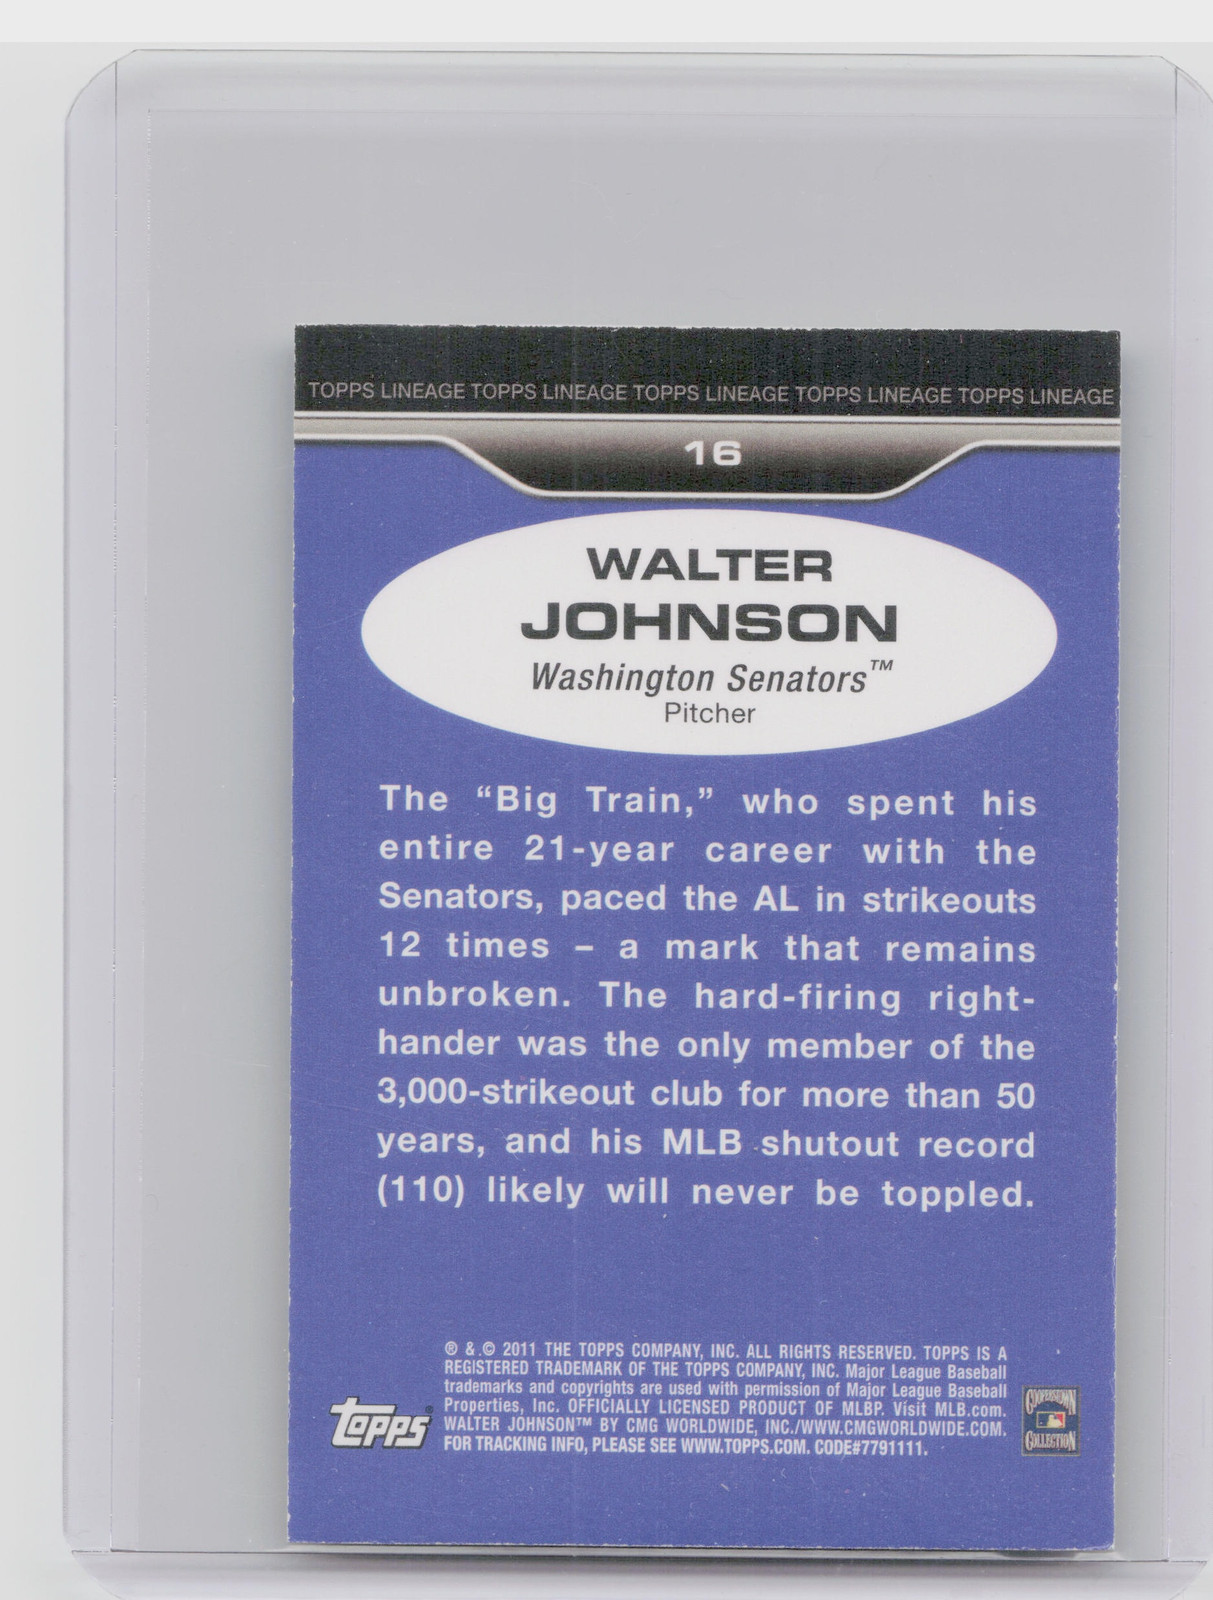 TOPPS LINEAGE TOPPS LINEAGE TOPPS LINEAGE TOPPS LINEAGE TOPPS LINEAGE
16
WALTER
JOHNSON
Washington Senators™
Pitcher
The “Big Train,” who spent his
entire 21-year career with the
Senators, paced the AL in strikeouts
12 times – a mark that remains
unbroken. The hard-firing right-
hander was the only member of the
3,000-strikeout club for more than 50
years, and his MLB shutout record
(110) likely will never be toppled.
® & © 2011 THE TOPPS COMPANY, INC. ALL RIGHTS RESERVED. TOPPS IS A
REGISTERED TRADEMARK OF THE TOPPS COMPANY, INC. Major League Baseball
trademarks and copyrights are used with permission of Major League Baseball
Properties, Inc. OFFICIALLY LICENSED PRODUCT OF MLBP. Visit MLB.com.
WALTER JOHNSON™ BY CMG WORLDWIDE, INC./WWW.CMGWORLDWIDE.COM.
FOR TRACKING INFO, PLEASE SEE WWW.TOPPS.COM. CODE#7791111.
topps®
COOPERSTOWN
COLLECTION